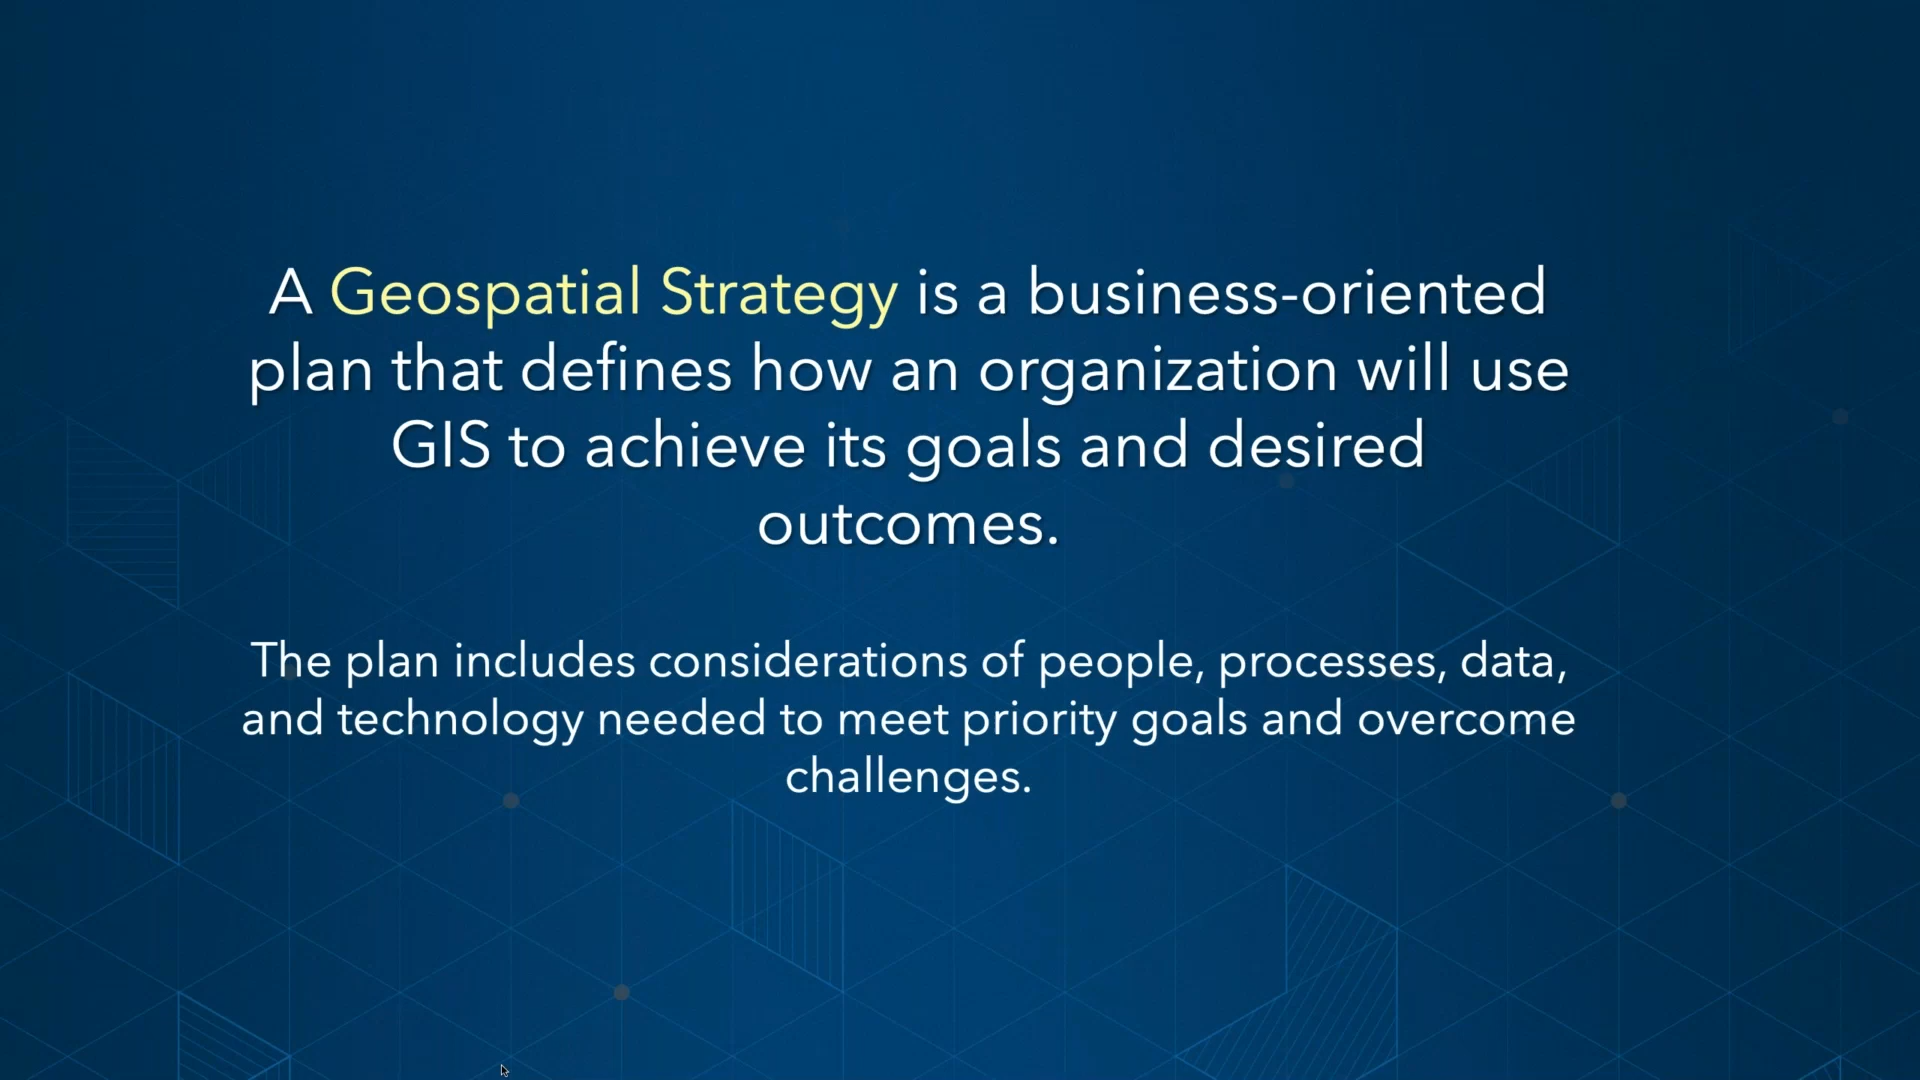 A Geospatial Strategy is a business-oriented
plan that defines how an organization will use
GIS to achieve its goals and desired
outcomes.
The plan includes considerations of people, processes, data,
and technology needed to meet priority goals and overcome
challenges.